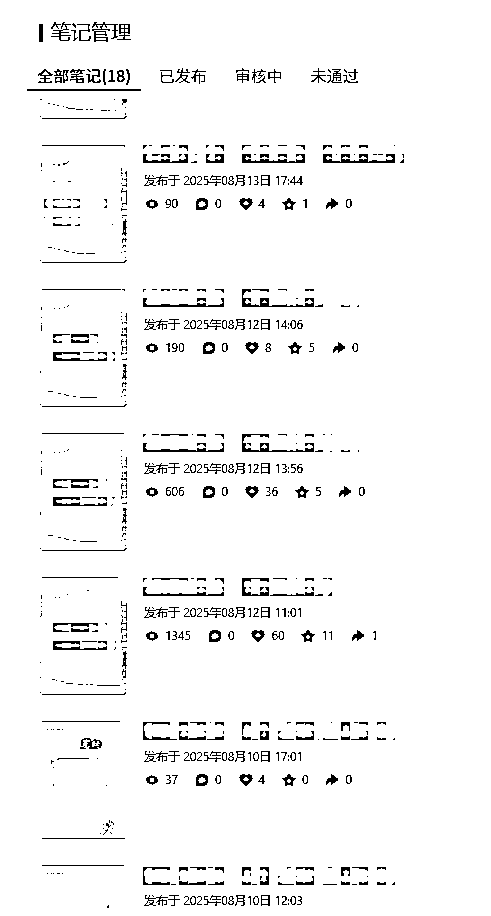 笔记管理
全部笔记(18) 已发布 审核中 未通过
发布于 2025年08月13日 17:44
90 0 4 1 0
发布于 2025年08月12日 14:06
190 0 8 5 0
发布于 2025年08月12日 13:56
606 0 36 5 0
发布于 2025年08月12日 11:01
1345 0 60 11 1
发布于 2025年08月10日 17:01
37 0 4 0 0
发布于 2025年08月10日 12:03